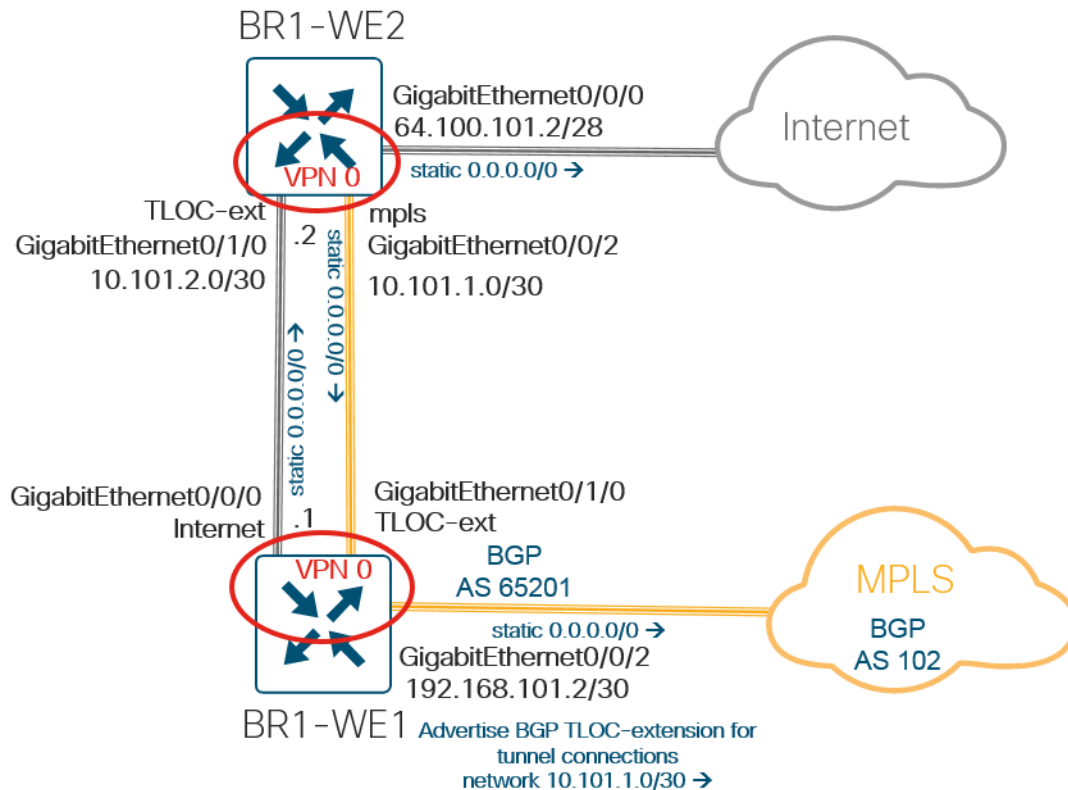 BR1-WE2
GigabitEthernet0/0/0
64.100.101.2/28
static 0.0.0.0/0 →
Internet
VPN 0
TLOC-ext
GigabitEthernet0/1/0
10.101.2.0/30
.2
mpls
GigabitEthernet0/0/2
10.101.1.0/30
static 0.0.0.0/0 →
static 0.0.0.0/0 →
GigabitEthernet0/0/0
Internet
.1
GigabitEthernet0/1/0
TLOC-ext
VPN 0
BGP
AS 65201
static 0.0.0.0/0 →
MPLS
BGP
AS 102
GigabitEthernet0/0/2
192.168.101.2/30
BR1-WE1
Advertise BGP TLOC-extension for
tunnel connections
network 10.101.1.0/30 →